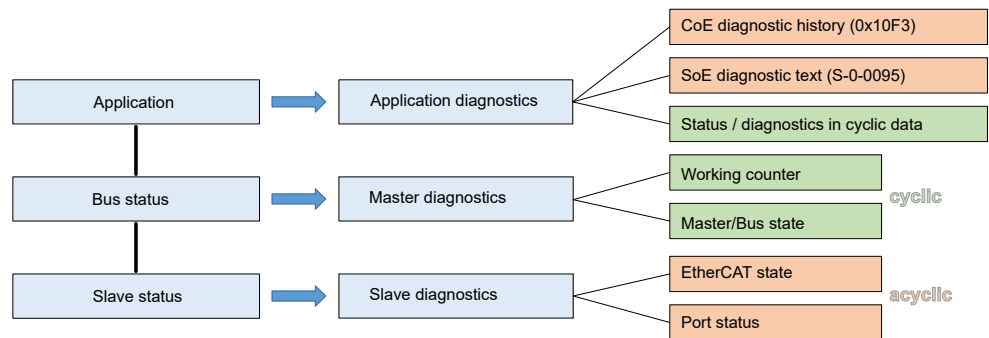 CoE diagnostic history (0x10F3)
SoE diagnostic text (S-0-0095)
Application
Application diagnostics
Status / diagnostics in cyclic data
Working counter
Bus status
Master diagnostics
cyclic
Master/Bus state
EtherCAT state
Slave status
Slave diagnostics
acyclic
Port status